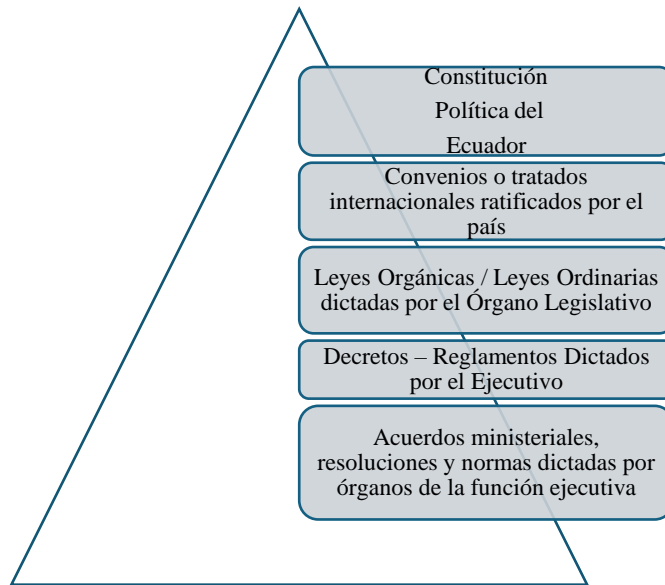 Constitución
Política del
Ecuador
Convenios o tratados
internacionales ratificados por el
país
Leyes Orgánicas / Leyes Ordinarias
dictadas por el Órgano Legislativo
Decretos – Reglamentos Dictados
por el Ejecutivo
Acuerdos ministeriales,
resoluciones y normas dictadas por
órganos de la función ejecutiva